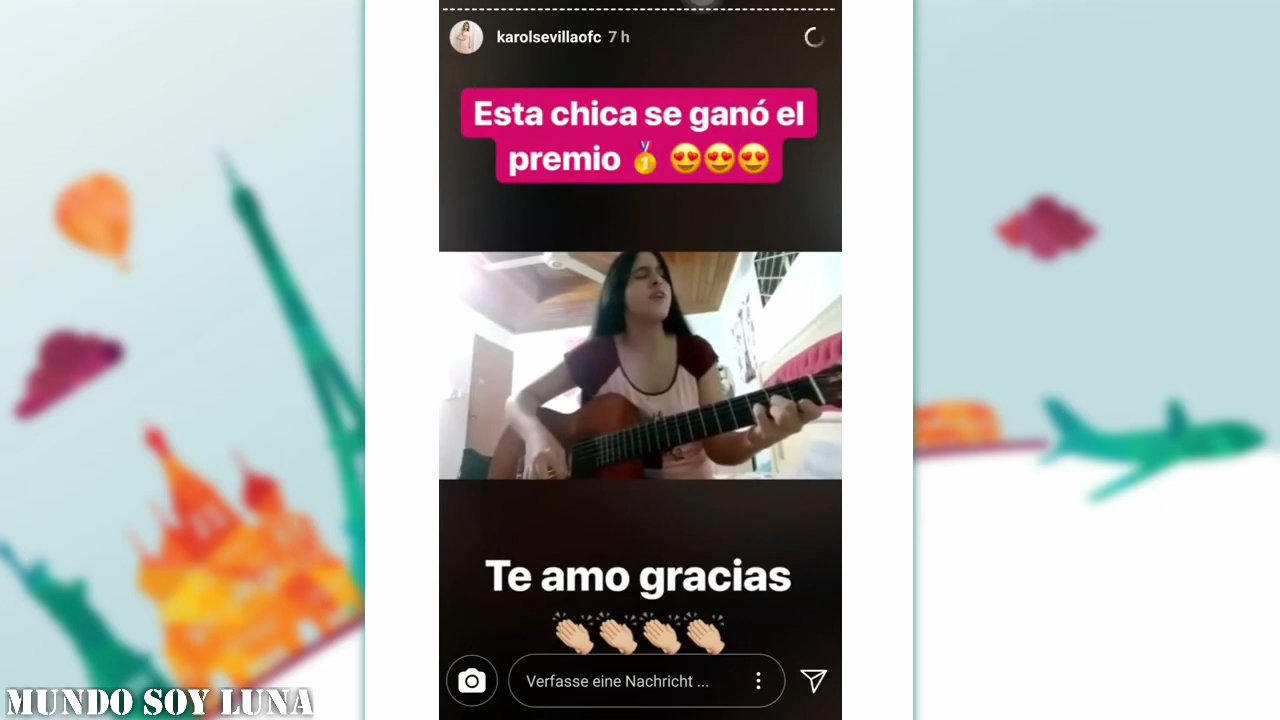 karolsevillaofc 7 h
Esta chica se ganó el
premio 🥇 😍😍😍
Te amo gracias
👏🏼👏🏼👏🏼👏🏼
Verfasse eine Nachricht ...
MUNDO SOY LUNA